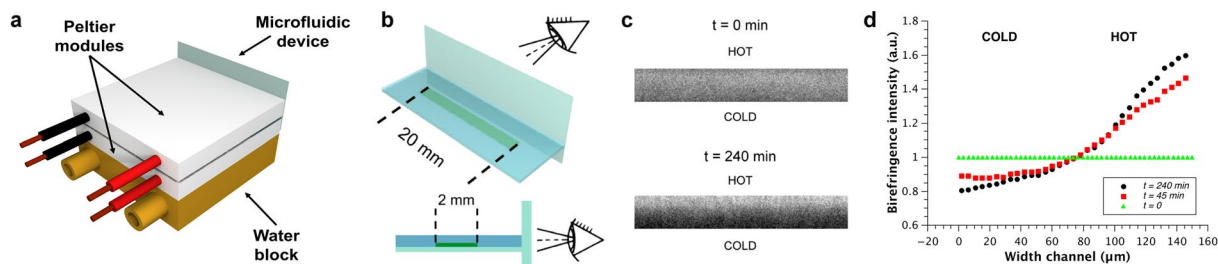 a
Peltier
modules
Microfluidic
device
Water
block
b
20 mm
2 mm
c
t = 0 min
HOT
COLD
t = 240 min
HOT
COLD
d
Birefringence intensity (a.u.)
1.8
1.6
1.4
1.2
1
0.8
0.6
COLD
HOT
t = 240 min
t = 45 min
t = 0
-20 0 20 40 60 80 100 120 140 160
Width channel (µm)